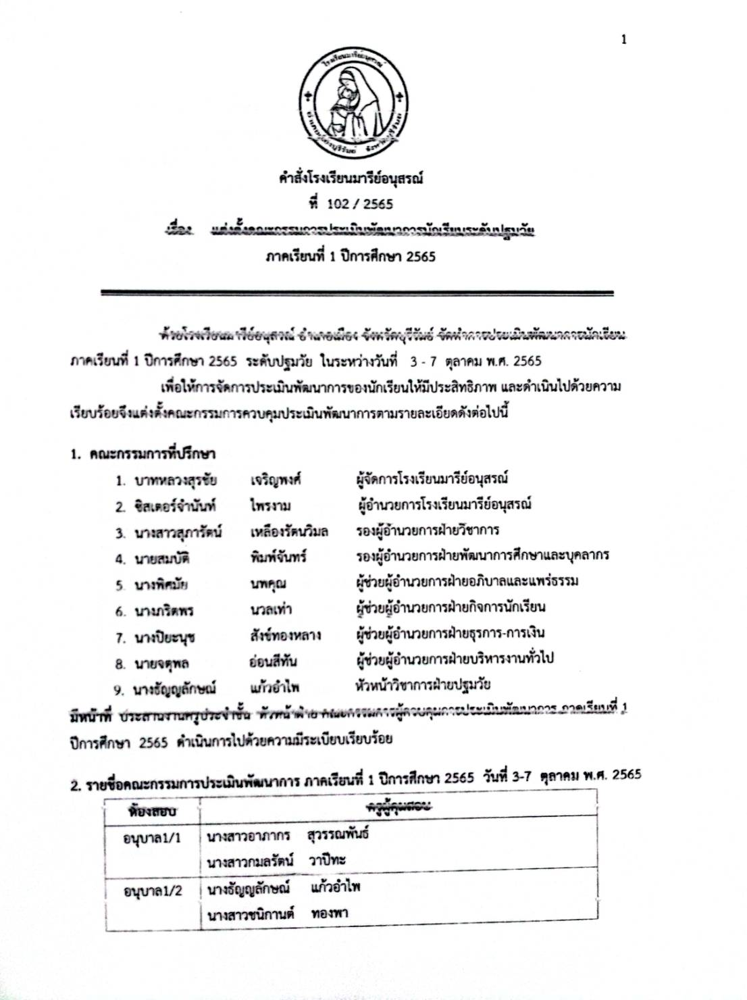 1
โรงเรียนมารีย์อนุสรณ์
อำเภอเมืองบุรีรัมย์ จังหวัดบุรีรัมย์
คำสั่งโรงเรียนมารีย์อนุสรณ์
ที่ 102 / 2565
เรื่อง แต่งตั้งคณะกรรมการประเมินพัฒนาการนักเรียนระดับปฐมวัย
ภาคเรียนที่ 1 ปีการศึกษา 2565
ด้วยโรงเรียนมารีย์อนุสรณ์ อำเภอเมือง จังหวัดบุรีรัมย์ จัดทำการประเมินพัฒนาการนักเรียน
ภาคเรียนที่ 1 ปีการศึกษา 2565 ระดับปฐมวัย ในระหว่างวันที่ 3 - 7 ตุลาคม พ.ศ. 2565
เพื่อให้การจัดการประเมินพัฒนาการของนักเรียนให้มีประสิทธิภาพ และดำเนินไปด้วยความ
เรียบร้อยจึงแต่งตั้งคณะกรรมการควบคุมประเมินพัฒนาการตามรายละเอียดดังต่อไปนี้
1. คณะกรรมการที่ปรึกษา
1. บาทหลวงสุรชัย เจริญพงศ์ ผู้จัดการโรงเรียนมารีย์อนุสรณ์
2. ซิสเตอร์จำนันท์ ไพรงาม ผู้อำนวยการโรงเรียนมารีย์อนุสรณ์
3. นางสาวสุภารัตน์ เหลืองรัตนวิมล รองผู้อำนวยการฝ่ายวิชาการ
4. นายสมบัติ พิมพ์จันทร์ รองผู้อำนวยการฝ่ายพัฒนาการศึกษาและบุคลากร
5. นางพิศมัย นพคุณ ผู้ช่วยผู้อำนวยการฝ่ายอภิบาลและแพร่ธรรม
6. นางภริตพร นวลเท่า ผู้ช่วยผู้อำนวยการฝ่ายกิจการนักเรียน
7. นางปิยะนุช สังข์ทองหลาง ผู้ช่วยผู้อำนวยการฝ่ายธุรการ-การเงิน
8. นายจตุพล อ่อนสีทัน ผู้ช่วยผู้อำนวยการฝ่ายบริหารงานทั่วไป
9. นางธัญญลักษณ์ แก้วอำไพ หัวหน้าวิชาการฝ่ายปฐมวัย
มีหน้าที่ ประสานงานครูประจำชั้น หัวหน้าฝ่าย คณะกรรมการผู้ควบคุมการประเมินพัฒนาการ ภาคเรียนที่ 1
ปีการศึกษา 2565 ดำเนินการไปด้วยความมีระเบียบเรียบร้อย
2. รายชื่อคณะกรรมการประเมินพัฒนาการ ภาคเรียนที่ 1 ปีการศึกษา 2565 วันที่ 3-7 ตุลาคม พ.ศ. 2565
ห้องสอบ ครูผู้คุมสอบ
อนุบาล1/1 นางสาวอาภากร สุวรรณพันธ์
นางสาวกมลรัตน์ วาปีทะ
อนุบาล1/2 นางธัญญลักษณ์ แก้วอำไพ
นางสาวชนิกานต์ ทองพา